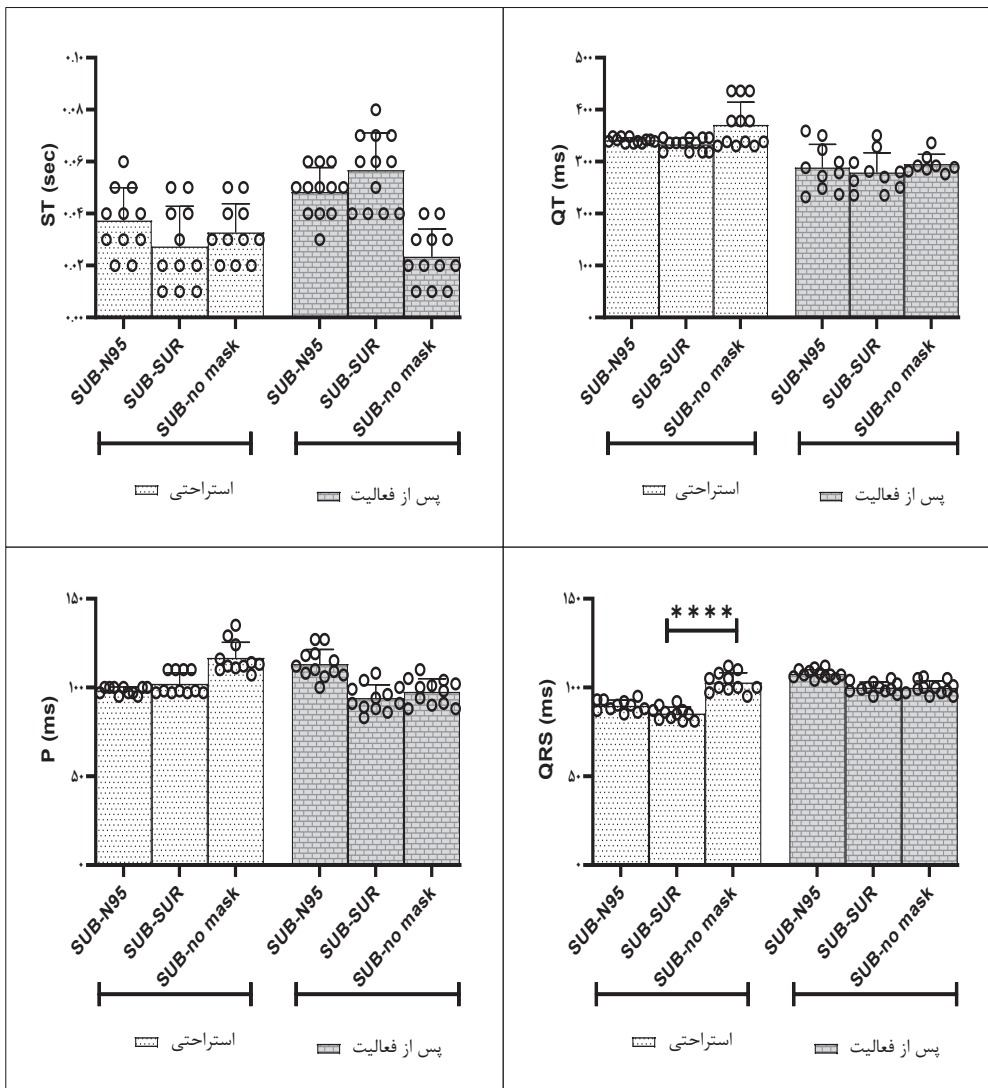 ST (sec)
۰.۱۰
۰.۰۸
۰.۰۶
۰.۰۴
۰.۰۲
۰.۰۰
SUB-N95
SUB-SUR
SUB-no mask
SUB-N95
SUB-SUR
SUB-no mask
استراحتی
پس از فعالیت
QT (ms)
۵۰۰
۴۰۰
۳۰۰
۲۰۰
۱۰۰
۰
SUB-N95
SUB-SUR
SUB-no mask
SUB-N95
SUB-SUR
SUB-no mask
استراحتی
پس از فعالیت
P (ms)
۱۵۰
۱۰۰
۵۰
۰
SUB-N95
SUB-SUR
SUB-no mask
SUB-N95
SUB-SUR
SUB-no mask
استراحتی
پس از فعالیت
QRS (ms)
۱۵۰
۱۰۰
۵۰
۰
****
SUB-N95
SUB-SUR
SUB-no mask
SUB-N95
SUB-SUR
SUB-no mask
استراحتی
پس از فعالیت